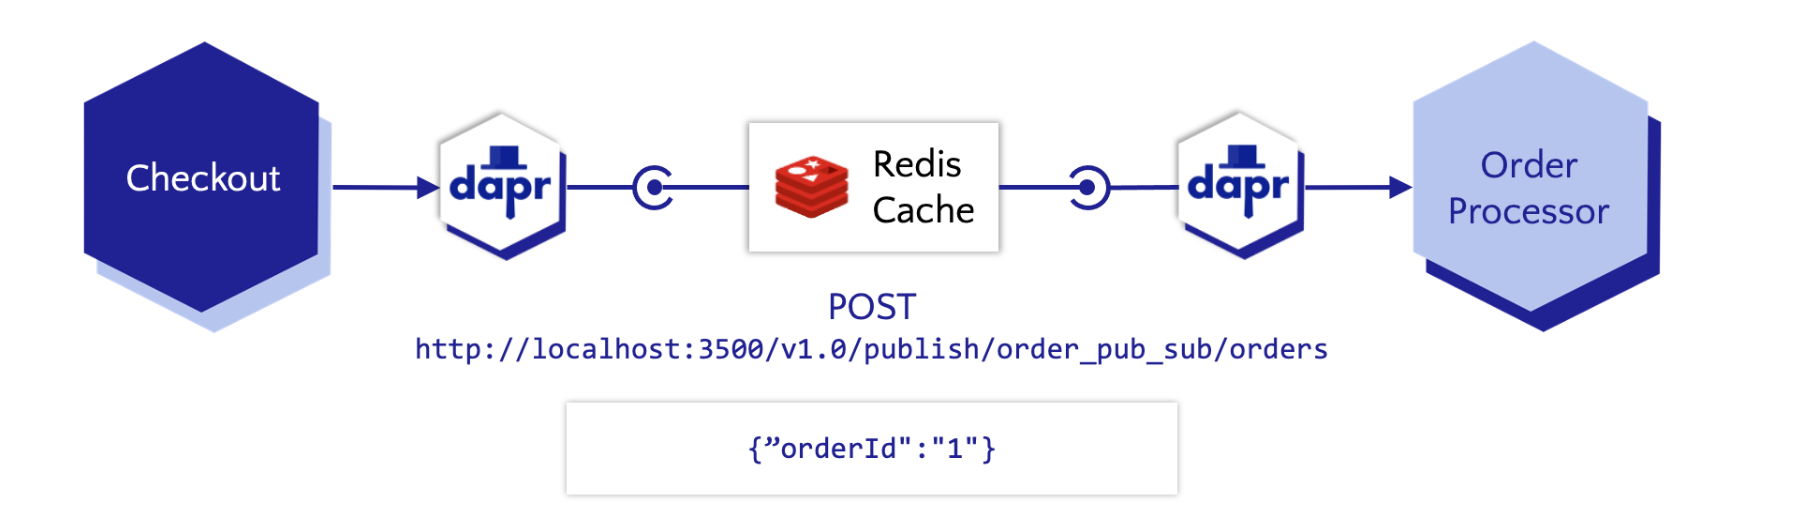 Checkout
dapr
Redis
Cache
dapr
Order
Processor
POST
http://localhost:3500/v1.0/publish/order_pub_sub/orders
{”orderId":"1"}